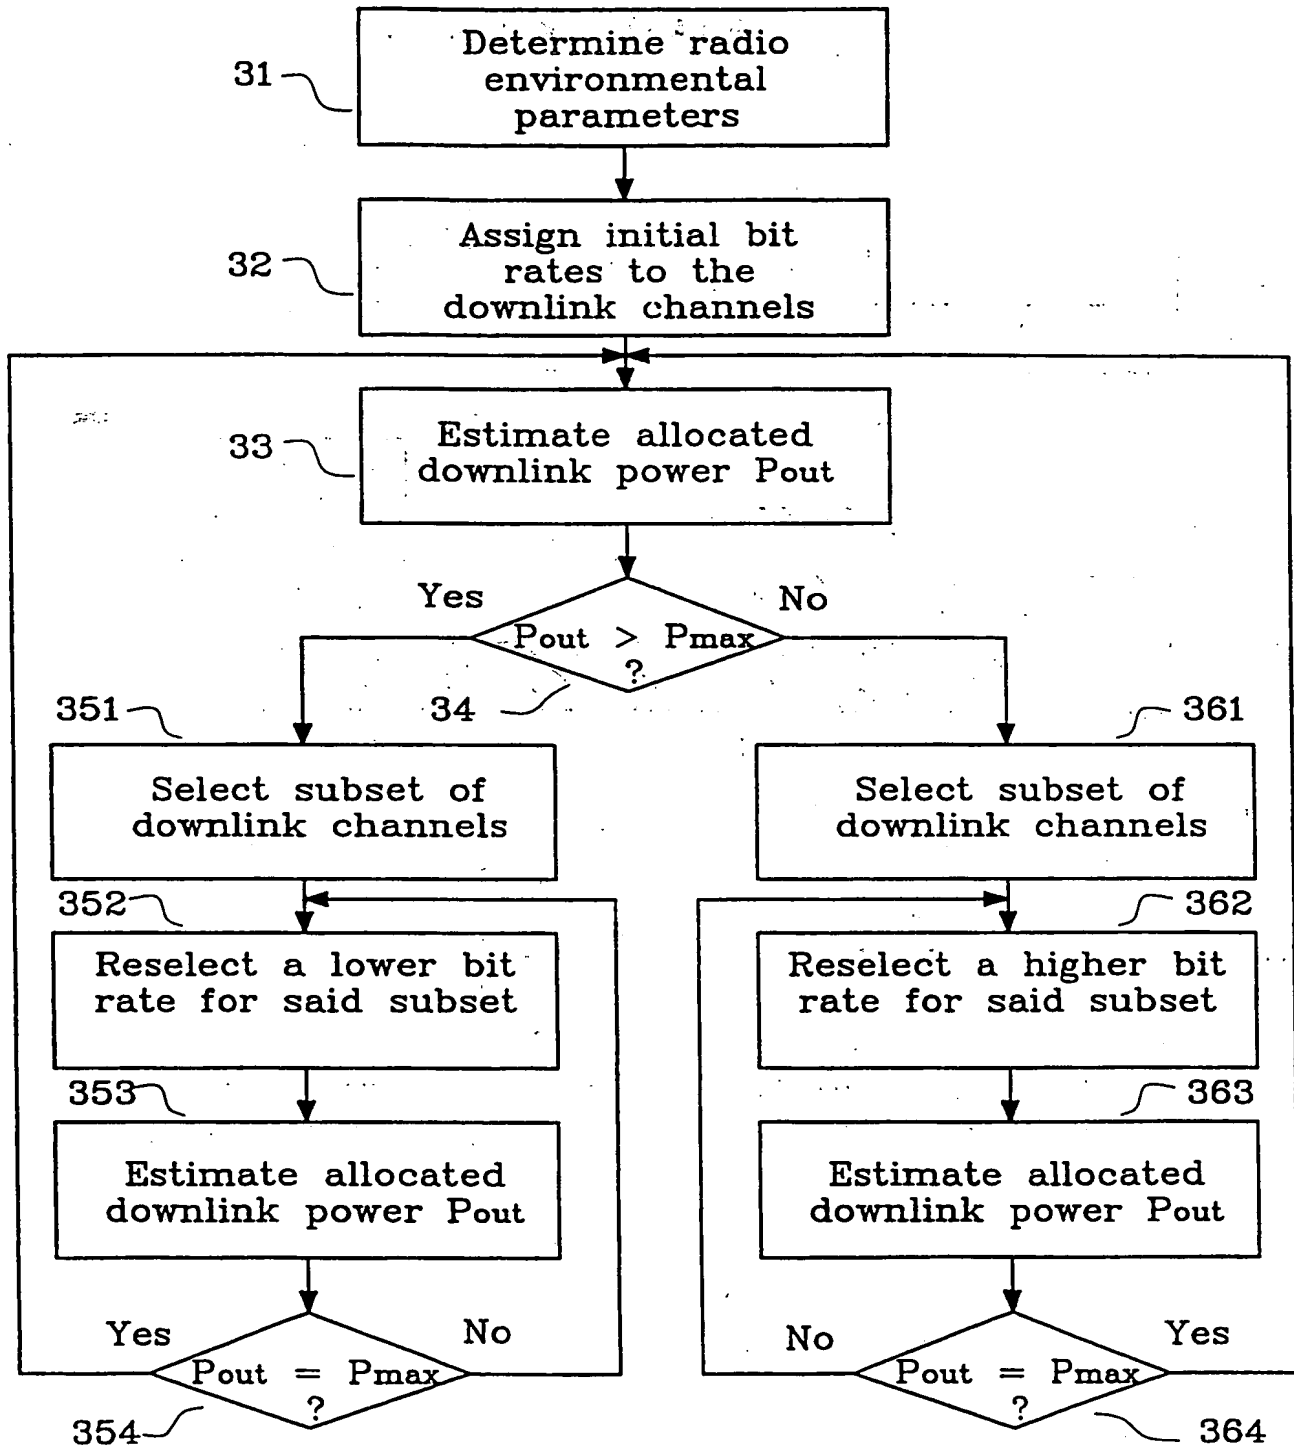 Determine radio
environmental
parameters
31
Assign initial bit
rates to the
downlink channels
32
Estimate allocated
downlink power Pout
33
Yes
No
Pout > Pmax
?
34
351
361
Select subset of
downlink channels
Select subset of
downlink channels
352
362
Reselect a lower bit
rate for said subset
Reselect a higher bit
rate for said subset
353
363
Estimate allocated
downlink power Pout
Estimate allocated
downlink power Pout
Yes
No
No
Yes
Pout = Pmax
?
Pout = Pmax
?
354
364